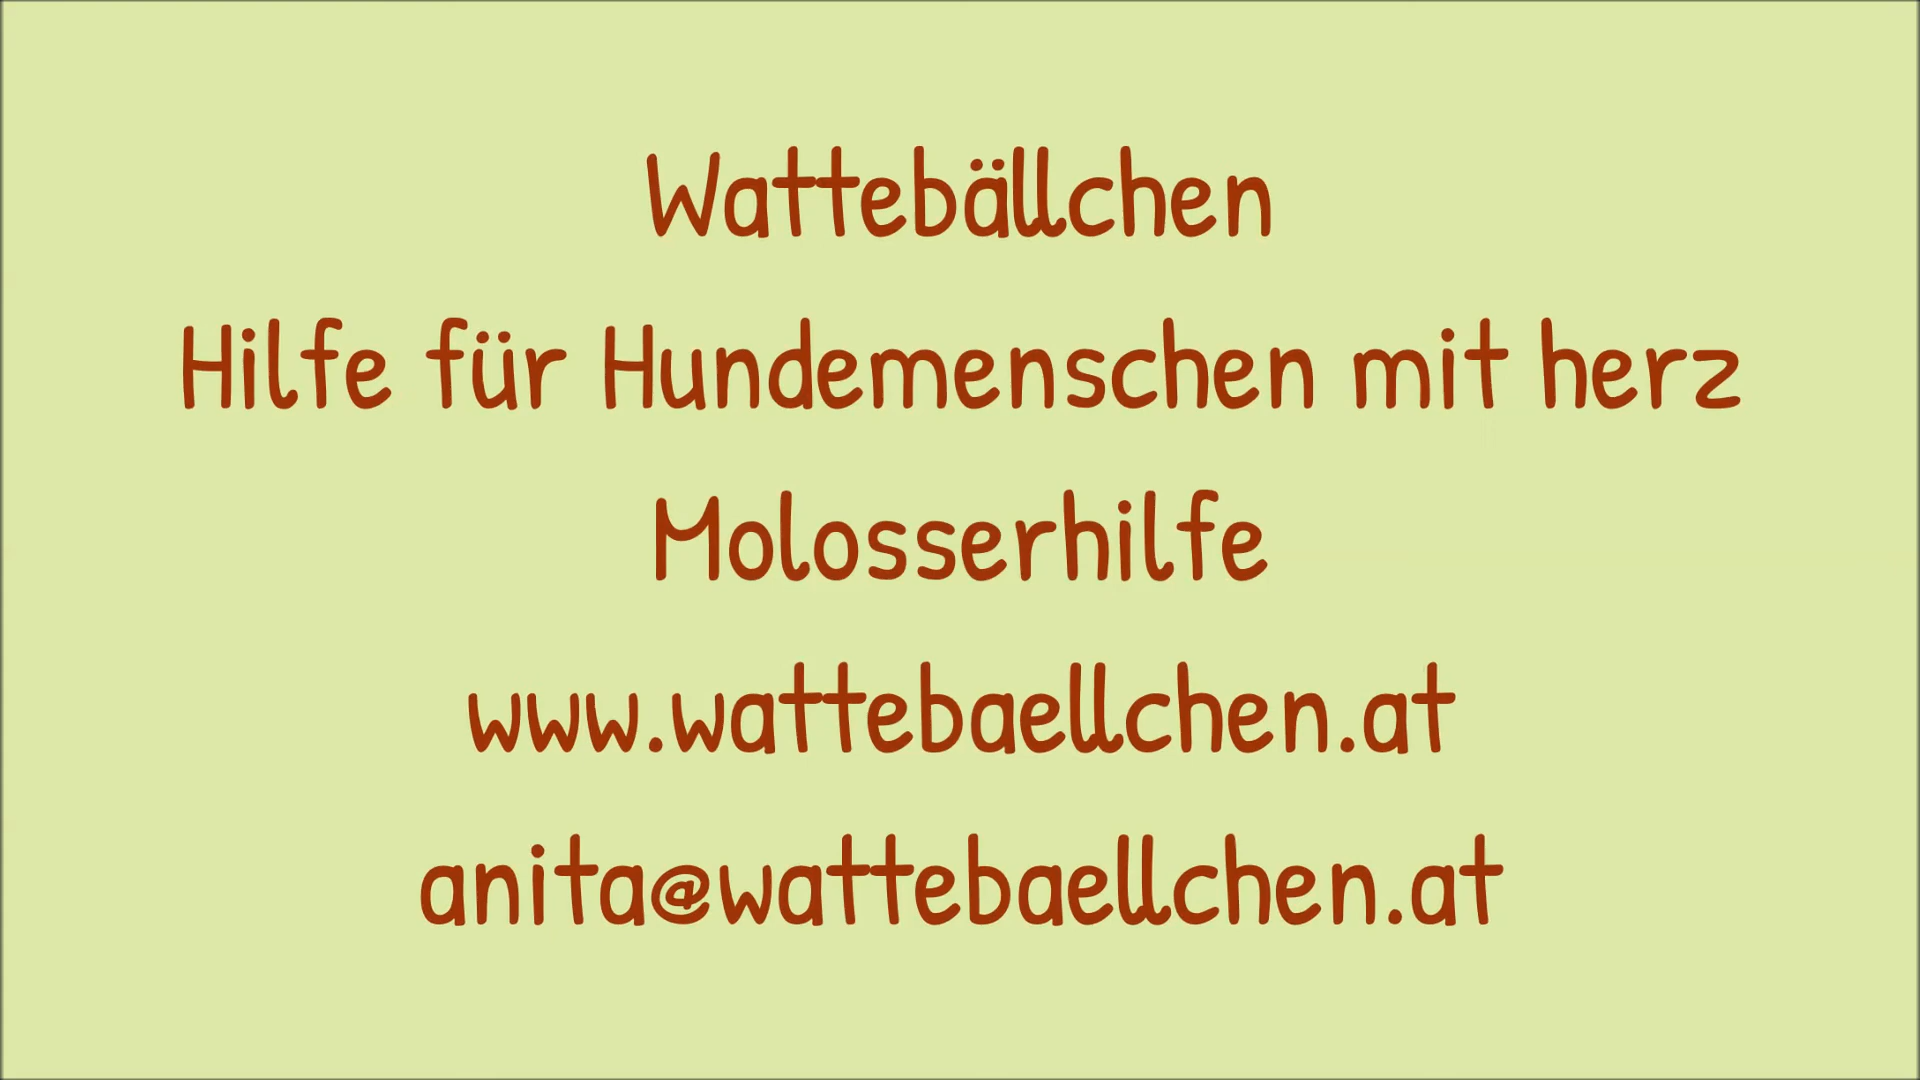 Wattebällchen
Hilfe für Hundemenschen mit herz
Molosserhilfe
www.wattebaellchen.at
anita@wattebaellchen.at